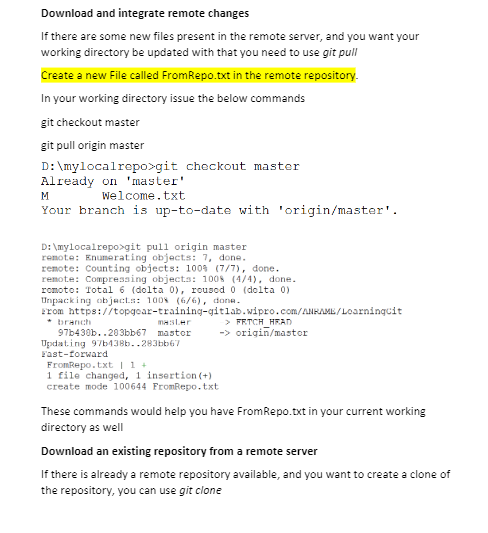 Download and integrate remote changes
If there are some new files present in the remote server, and you want your
working directory be updated with that you need to use git pull
Create a new File called FromRepo.txt in the remote repository.
In your working directory issue the below commands
git checkout master
git pull origin master
D:\mylocalrepo>git checkout master
Already on 'master'
M Welcome.txt
Your branch is up-to-date with 'origin/master'.
D:\mylocalrepo>git pull origin master
remote: Enumerating objects: 7, done.
remote: Counting objects: 100% (7/7), done.
remote: Compressing objects: 100% (4/4), done.
remote: Total 6 (delta 0), reused 0 (delta 0)
Unpacking objects: 100% (6/6), done.
From https://topgear-training-gitlab.wipro.com/ /LearningGit
* branch master -> FETCH_HEAD
97b438b..283bb67 master -> origin/master
Updating 97b438b..283bb67
Fast-forward
FromRepo.txt | 1 +
1 file changed, 1 insertion(+)
create mode 100644 FromRepo.txt
These commands would help you have FromRepo.txt in your current working
directory as well
Download an existing repository from a remote server
If there is already a remote repository available, and you want to create a clone of
the repository, you can use git clone